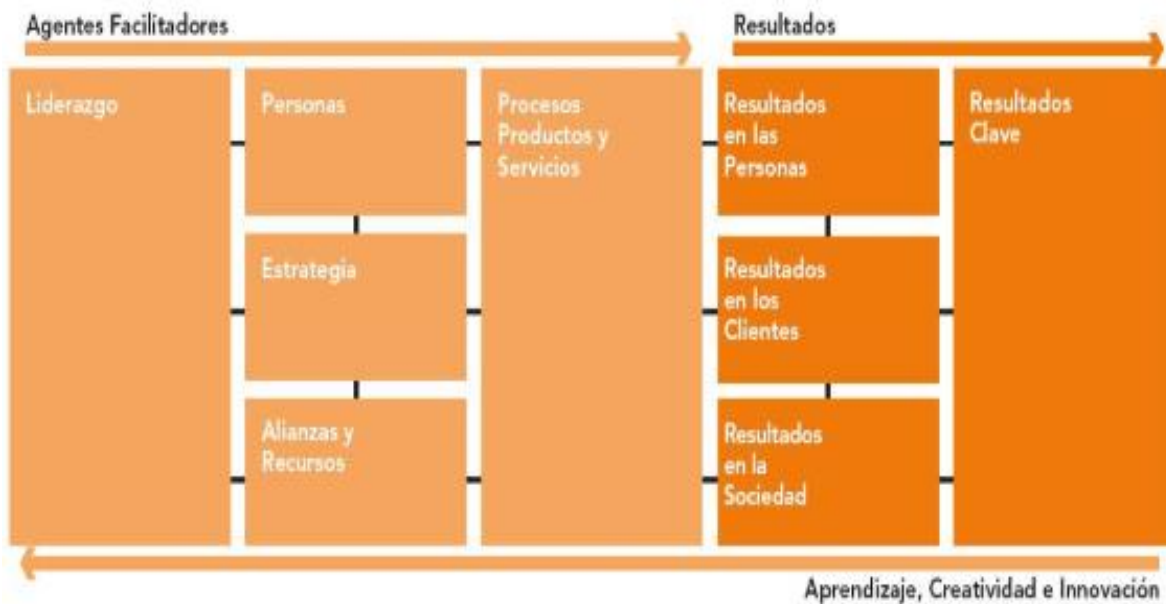 Agentes Facilitadores
Resultados
Liderazgo
Personas
Procesos
Productos y
Servicios
Resultados
en las
Personas
Resultados
Clave
Estrategia
Resultados
en los
Clientes
Alianzas y
Recursos
Resultados
en la
Sociedad
Aprendizaje, Creatividad e Innovación